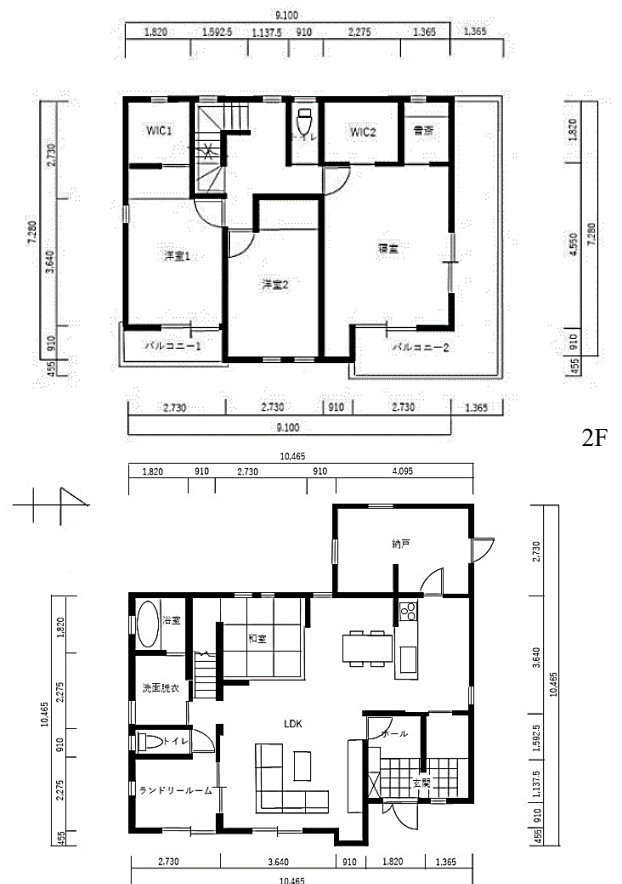 9.100
1.820 1.592.5 1.137.5 910 2.275 1.365 1.365
WIC1
トイレ
WIC2
書斎
2.730
1.820
7.280
3.640
4.550
7.280
洋室1
洋室2
寝室
バルコニー1
バルコニー2
910
455
910
455
2.730 2.730 910 2.730 1.365
9.100
2F
10.465
1.820 910 2.730 910 4.095
納戸
2.730
浴室
和室
1.820
3.640
洗面脱衣
2.275
10.465
LDK
ホール
10.465
トイレ
910
1.592.5
ランドリールーム
玄関
2.275
1.137.5
910
455
455
2.730 3.640 910 1.820 1.365
10.465